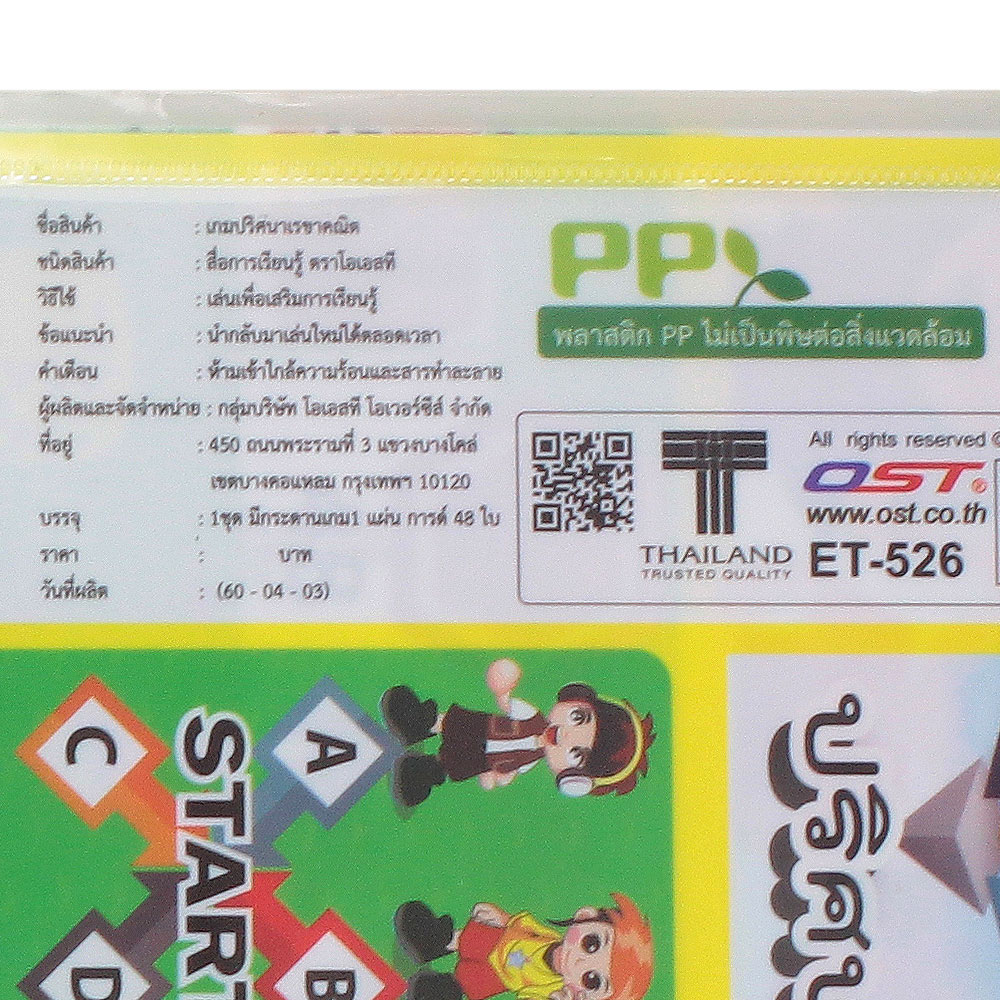 ชื่อสินค้า : เกมปริศนาเรขาคณิต
ชนิดสินค้า : สื่อการเรียนรู้ ตราโอเอสที
วิธีใช้ : เล่นเพื่อเสริมการเรียนรู้
ข้อแนะนำ : นำกลับมาเล่นใหม่ได้ตลอดเวลา
คำเตือน : ห้ามเข้าใกล้ความร้อนและสารทำละลาย
ผู้ผลิตและจัดจำหน่าย : กลุ่มบริษัท โอเอสที โอเวอร์ซีส์ จำกัด
ที่อยู่ : 450 ถนนพระรามที่ 3 แขวงบางโคล่
เขตบางคอแหลม กรุงเทพฯ 10120
บรรจุ : 1ชุด มีกระดานเกม1 แผ่น การด์ 48 ใบ
ราคา : บาท
วันที่ผลิต : (60 - 04 - 03)
PP
พลาสติก PP ไม่เป็นพิษต่อสิ่งแวดล้อม
THAILAND
TRUSTED QUALITY
All rights reserved ©
OST®
www.ost.co.th
ET-526
A
C
START
B
D
ปริศ